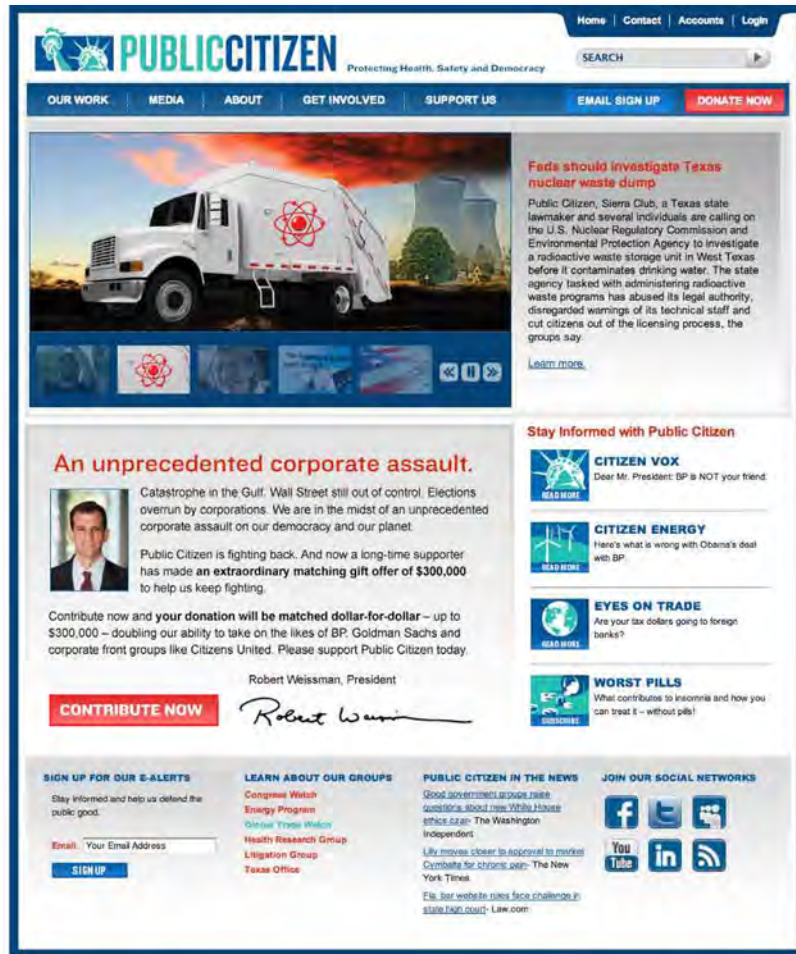 Home | Contact | Accounts | Login
PUBLICCITIZEN
Protecting Health, Safety and Democracy
SEARCH
OUR WORK
MEDIA
ABOUT
GET INVOLVED
SUPPORT US
EMAIL SIGN UP
DONATE NOW
Feds should investigate Texas
nuclear waste dump
Public Citizen, Sierra Club, a Texas state
lawmaker and several individuals are calling on
the U.S. Nuclear Regulatory Commission and
Environmental Protection Agency to investigate
a radioactive waste storage unit in West Texas
before it contaminates drinking water. The state
agency tasked with administering radioactive
waste programs has abused its legal authority,
disregarded warnings of its technical staff and
cut citizens out of the licensing process, the
groups say.
Learn more.
An unprecedented corporate assault.
Catastrophe in the Gulf. Wall Street still out of control. Elections
overrun by corporations. We are in the midst of an unprecedented
corporate assault on our democracy and our planet.
Public Citizen is fighting back. And now a long-time supporter
has made an extraordinary matching gift offer of $300,000
to help us keep fighting.
Contribute now and your donation will be matched dollar-for-dollar – up to
$300,000 – doubling our ability to take on the likes of BP, Goldman Sachs and
corporate front groups like Citizens United. Please support Public Citizen today.
Robert Weissman, President
CONTRIBUTE NOW
Stay Informed with Public Citizen
CITIZEN VOX
Dear Mr. President: BP is NOT your friend.
READ MORE
CITIZEN ENERGY
Here's what is wrong with Obama's deal
with BP.
READ MORE
EYES ON TRADE
Are your tax dollars going to foreign
banks?
READ MORE
WORST PILLS
What contributes to insomnia and how you
can treat it – without pills!
SUBSCRIBE
SIGN UP FOR OUR E-ALERTS
Stay informed and help us defend the
public good.
Email: Your Email Address
SIGN UP
LEARN ABOUT OUR GROUPS
Congress Watch
Energy Program
Global Trade Watch
Health Research Group
Litigation Group
Texas Office
PUBLIC CITIZEN IN THE NEWS
Good government groups raise
questions about new White House
ethics czar- The Washington
Independent
Lilly moves closer to approval to market
Cymbalta for chronic pain- The New
York Times
Fla. bar website rules face challenge in
state high court- Law.com
JOIN OUR SOCIAL NETWORKS
You
Tube
in